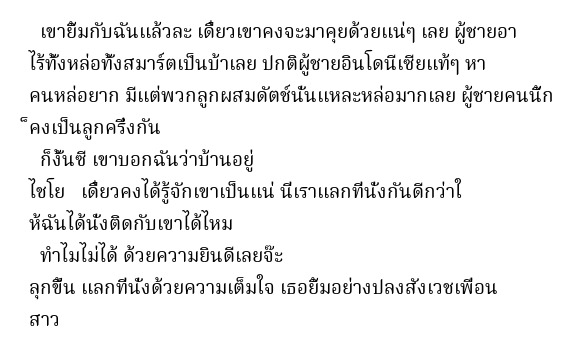 เขายิ้มกับฉันแล้วละ เดี๋ยวเขาคงจะมาคุยด้วยแน่ๆ เลย ผู้ชายอา
ไร้ทั้งหล่อทั้งสมาร์ตเป็นบ้าเลย ปกติผู้ชายอินโดนีเซียแท้ๆ หา
คนหล่อยาก มีแต่พวกลูกผสมดัตช์นั่นแหละหล่อมากเลย ผู้ชายคนนี้ก
็คงเป็นลูกครึ่งกัน
ก็งั้นซี เขาบอกฉันว่าบ้านอยู่
ไชโย เดี๋ยวคงได้รู้จักเขาเป็นแน่ นี่เราแลกที่นั่งกันดีกว่าใ
ห้ฉันได้นั่งติดกับเขาได้ไหม
ทำไมไม่ได้ ด้วยความยินดีเลยจ๊ะ
ลุกขึ้น แลกที่นั่งด้วยความเต็มใจ เธอยิ้มอย่างปลงสังเวชเพื่อน
สาว